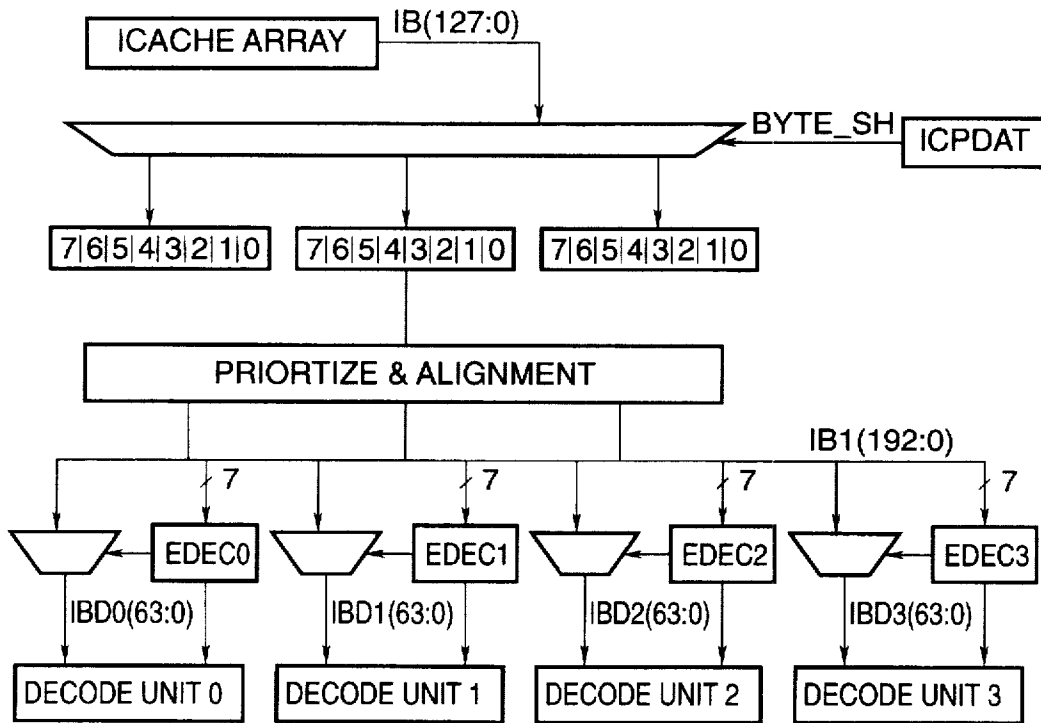 ICACHE ARRAY
IB(127:0)
BYTE_SH
ICPDAT
7|6|5|4|3|2|1|0
7|6|5|4|3|2|1|0
7|6|5|4|3|2|1|0
PRIORTIZE & ALIGNMENT
IB1(192:0)
7
7
7
7
EDEC0
EDEC1
EDEC2
EDEC3
IBD0(63:0)
IBD1(63:0)
IBD2(63:0)
IBD3(63:0)
DECODE UNIT 0
DECODE UNIT 1
DECODE UNIT 2
DECODE UNIT 3